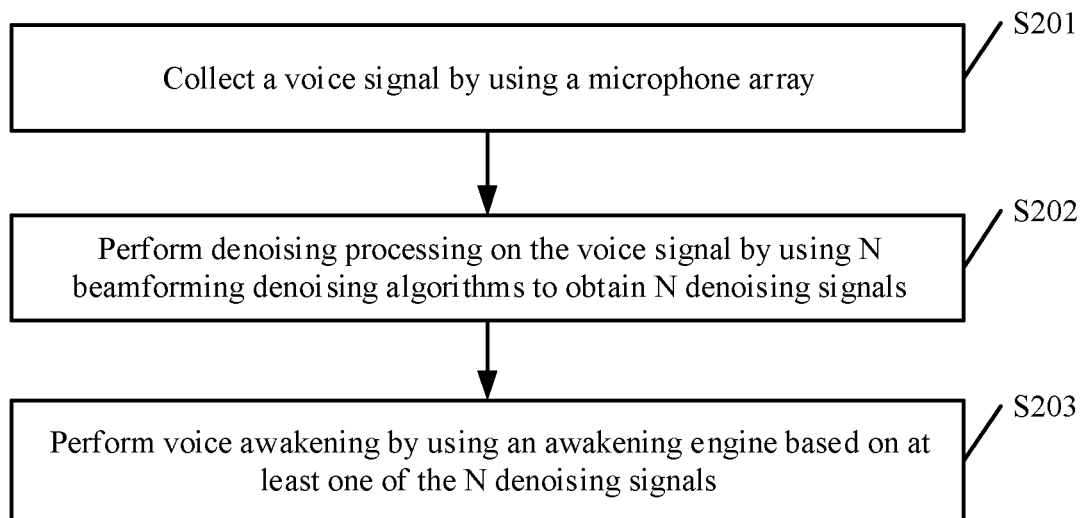 S201
Collect a voice signal by using a microphone array
S202
Perform denoising processing on the voice signal by using N
beamforming denoising algorithms to obtain N denoising signals
S203
Perform voice awakening by using an awakening engine based on at
least one of the N denoising signals